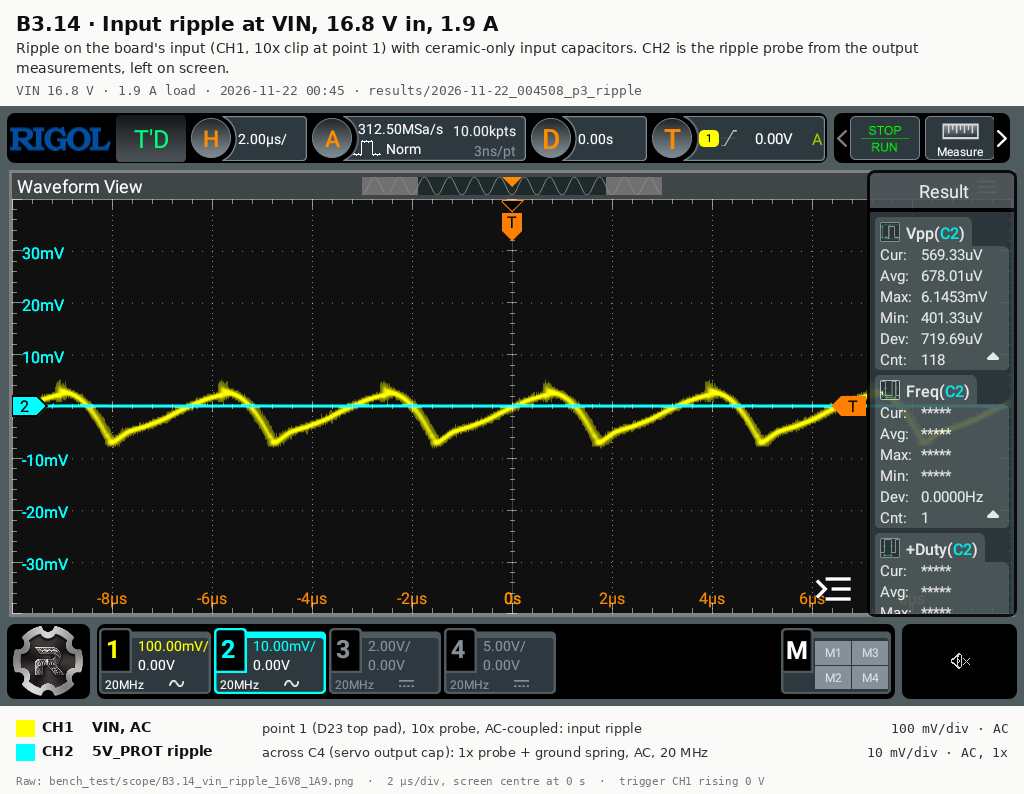 B3.14 · Input ripple at VIN, 16.8 V in, 1.9 A
Ripple on the board's input (CH1, 10x clip at point 1) with ceramic-only input capacitors. CH2 is the ripple probe from the output
measurements, left on screen.
VIN 16.8 V · 1.9 A load · 2026-11-22 00:45 · results/2026-11-22_004508_p3_ripple
RIGOL T'D H 2.00µs/ A 312.50MSa/s 10.00kpts D 0.00s T 1 0.00V A STOP
Norm 3ns/pt RUN Measure
Waveform View Result
T
Vpp(C2)
30mV Cur: 569.33uV
Avg: 678.01uV
20mV Max: 6.1453mV
Min: 401.33uV
Dev: 719.69uV
10mV Cnt: 118
Freq(C2)
2 T Cur: *****
Avg: *****
-10mV Max: *****
Min: *****
Dev: 0.0000Hz
-20mV Cnt: 1
+Duty(C2)
-30mV Cur: *****
Avg: *****
-8µs -6µs -4µs -2µs 0s 2µs 4µs 6µs 8µs Max: *****
1 100.00mV/ 2 10.00mV/ 3 2.00V/ 4 5.00V/ M M1 M3
0.00V 0.00V 0.00V 0.00V
20MHz 20MHz 20MHz 20MHz M2 M4
R
CH1 VIN, AC point 1 (D23 top pad), 10x probe, AC-coupled: input ripple 100 mV/div · AC
CH2 5V_PROT ripple across C4 (servo output cap): 1x probe + ground spring, AC, 20 MHz 10 mV/div · AC, 1x
Raw: bench_test/scope/B3.14_vin_ripple_16V8_1A9.png · 2 µs/div, screen centre at 0 s · trigger CH1 rising 0 V